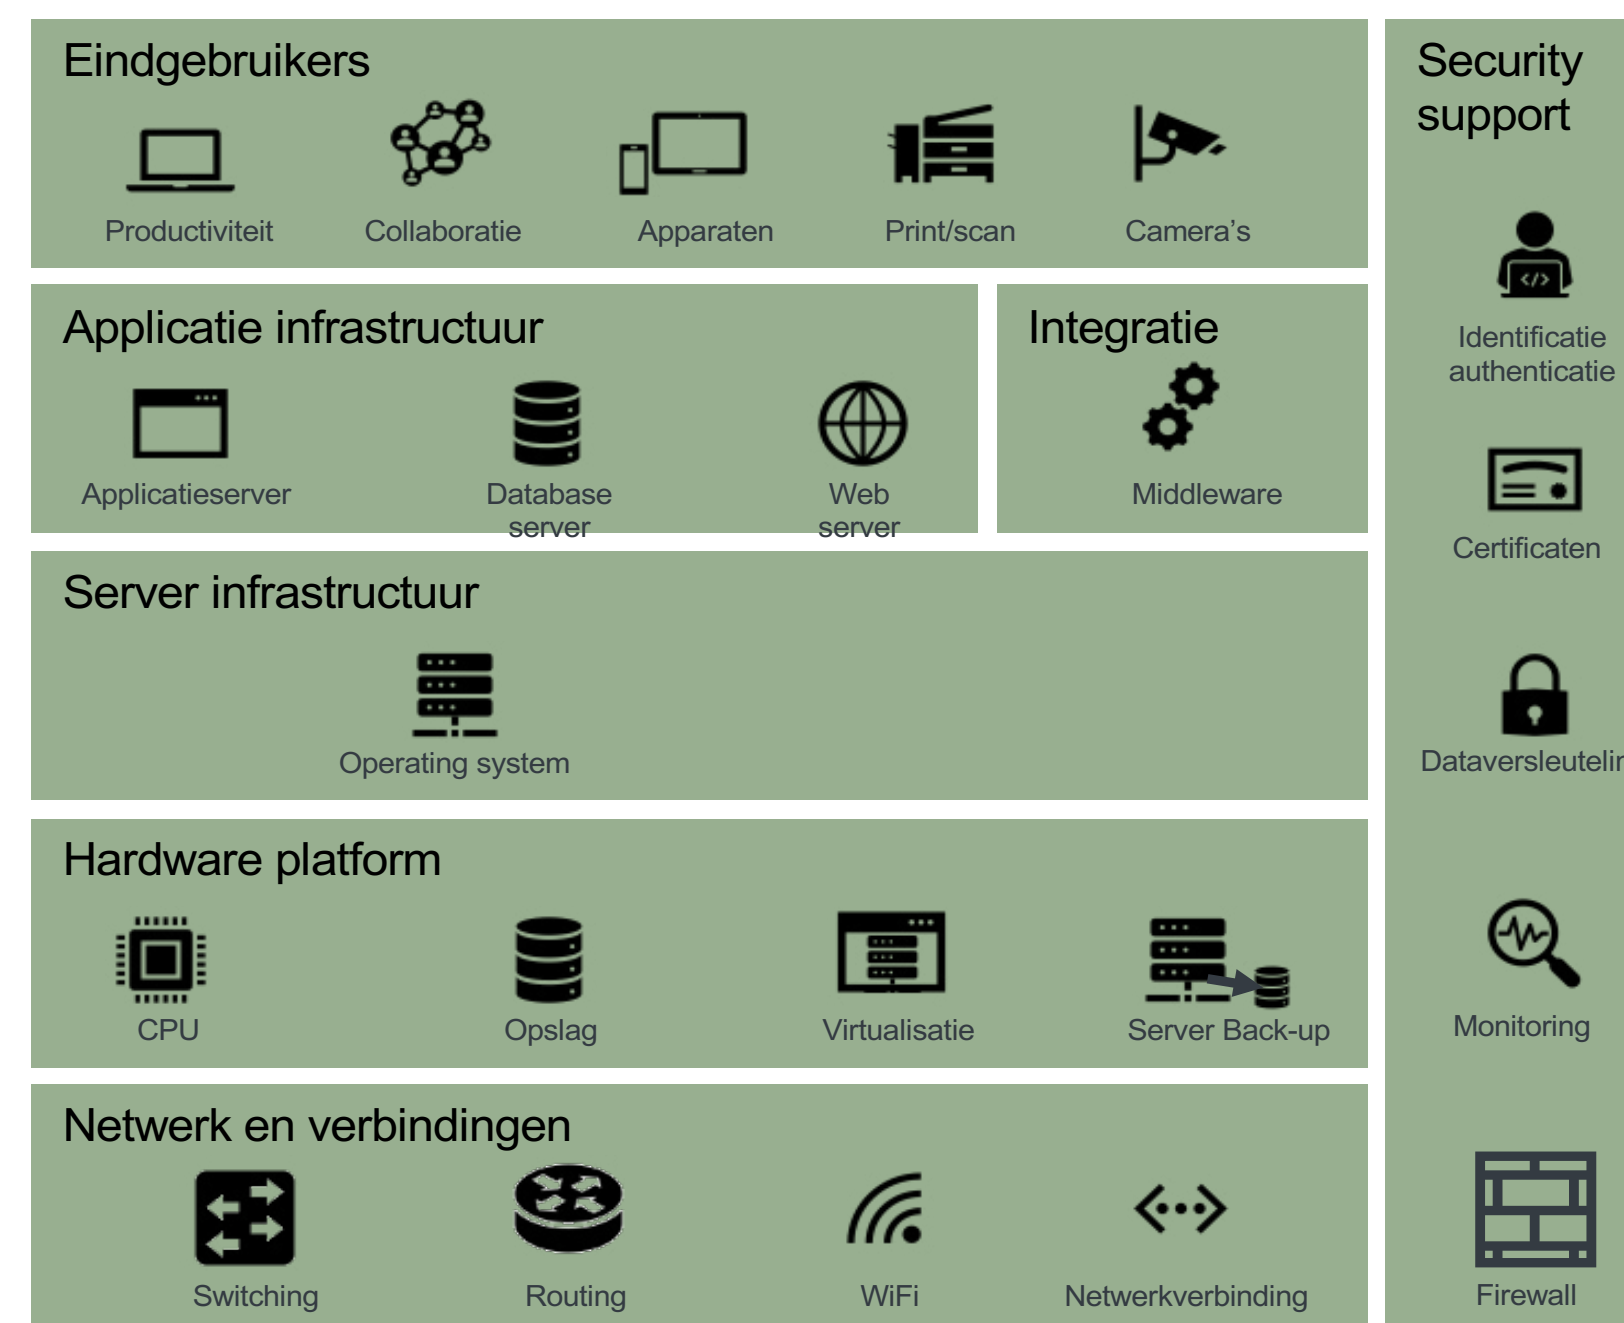 Eindgebruikers
Productiviteit
Collaboratie
Apparaten
Print/scan
Camera’s
Applicatie infrastructuur
Applicatieserver
Database
server
Web
server
Integratie
Middleware
Server infrastructuur
Operating system
Hardware platform
CPU
Opslag
Virtualisatie
Server Back-up
Netwerk en verbindingen
Switching
Routing
WiFi
Netwerkverbinding
Security
support
Identificatie
authenticatie
Certificaten
Monitoring
Firewall